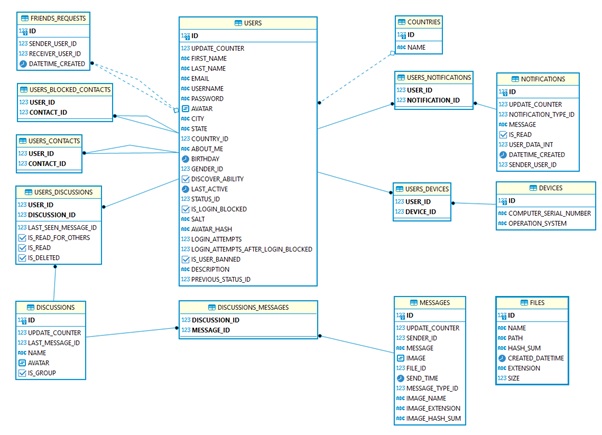 FRIENDS_REQUESTS
123 ID
123 SENDER_USER_ID
123 RECEIVER_USER_ID
DATETIME_CREATED
USERS_BLOCKED_CONTACTS
123 USER_ID
123 CONTACT_ID
USERS_CONTACTS
123 USER_ID
123 CONTACT_ID
USERS_DISCUSSIONS
123 USER_ID
123 DISCUSSION_ID
123 LAST_SEEN_MESSAGE_ID
IS_READ_FOR_OTHERS
IS_READ
IS_DELETED
DISCUSSIONS
123 ID
123 UPDATE_COUNTER
123 LAST_MESSAGE_ID
ABC NAME
AVATAR
IS_GROUP
USERS
123 ID
123 UPDATE_COUNTER
ABC FIRST_NAME
ABC LAST_NAME
ABC EMAIL
ABC USERNAME
ABC PASSWORD
AVATAR
ABC CITY
ABC STATE
123 COUNTRY_ID
ABC ABOUT_ME
BIRTHDAY
123 GENDER_ID
DISCOVER_ABILITY
LAST_ACTIVE
123 STATUS_ID
IS_LOGIN_BLOCKED
ABC SALT
ABC AVATAR_HASH
123 LOGIN_ATTEMPTS
123 LOGIN_ATTEMPTS_AFTER_LOGIN_BLOCKED
IS_USER_BANNED
ABC DESCRIPTION
123 PREVIOUS_STATUS_ID
DISCUSSIONS_MESSAGES
123 DISCUSSION_ID
123 MESSAGE_ID
COUNTRIES
123 ID
ABC NAME
USERS_NOTIFICATIONS
123 USER_ID
123 NOTIFICATION_ID
NOTIFICATIONS
123 ID
123 UPDATE_COUNTER
123 NOTIFICATION_TYPE_ID
ABC MESSAGE
IS_READ
123 USER_DATA_INT
DATETIME_CREATED
123 SENDER_USER_ID
USERS_DEVICES
123 USER_ID
123 DEVICE_ID
DEVICES
123 ID
ABC COMPUTER_SERIAL_NUMBER
ABC OPERATION_SYSTEM
MESSAGES
123 ID
123 UPDATE_COUNTER
123 SENDER_ID
ABC MESSAGE
IMAGE
123 FILE_ID
SEND_TIME
123 MESSAGE_TYPE_ID
ABC IMAGE_NAME
ABC IMAGE_EXTENSION
ABC IMAGE_HASH_SUM
FILES
123 ID
ABC NAME
ABC PATH
ABC HASH_SUM
CREATED_DATETIME
ABC EXTENSION
123 SIZE